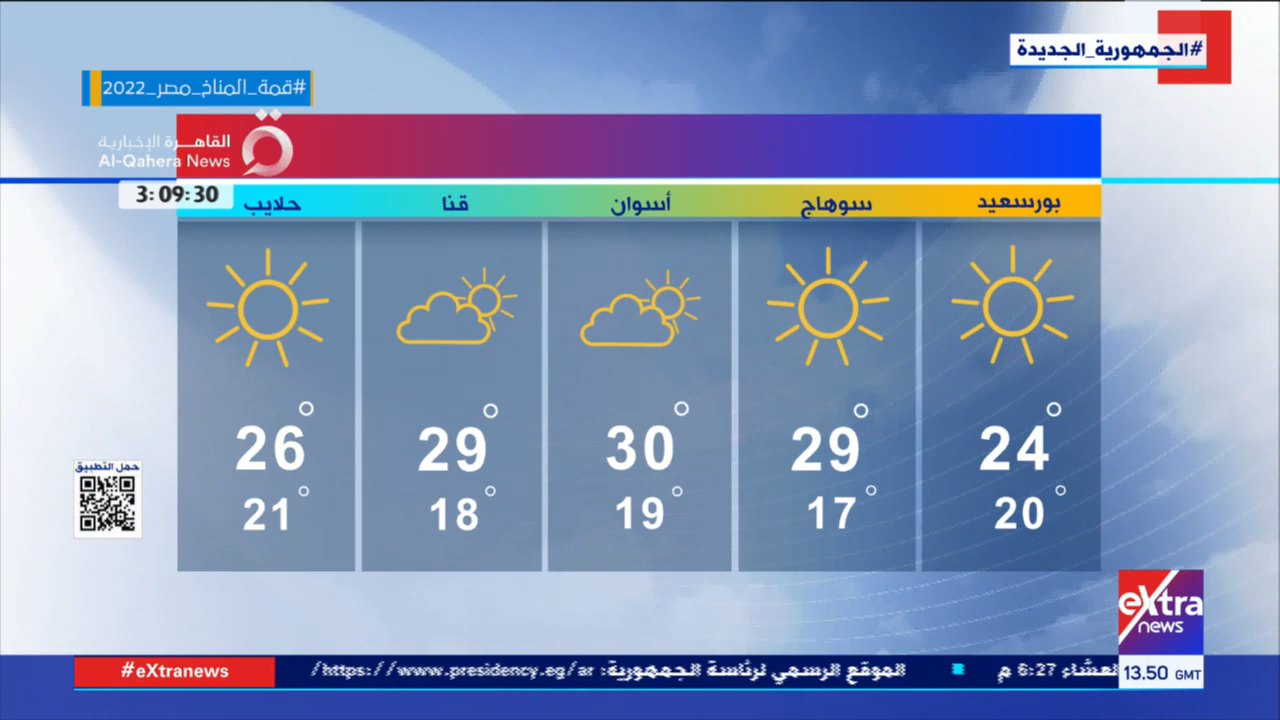 #الجمهورية_الجديدة
#قمة_المناخ_مصر_2022
القاهرة الإخبارية
Al-Qahera News
3:09:30
بورسعيد
سوهاج
أسوان
قنا
حلايب
24°
29°
30°
29°
26°
20°
17°
19°
18°
21°
حمل التطبيق
eXtra
news
#eXtranews
لعشاء 6:27 م
الموقع الرسمي لرئاسة الجمهورية: https://www.presidency.eg/ar/
13.50 GMT